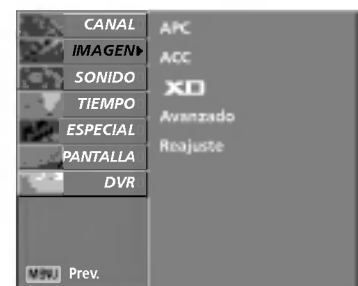 CANAL
IMAGEN
SONIDO
TIEMPO
ESPECIAL
PANTALLA
DVR
MENU Prev.
APC
ACC
XD
Avanzado
Reajuste